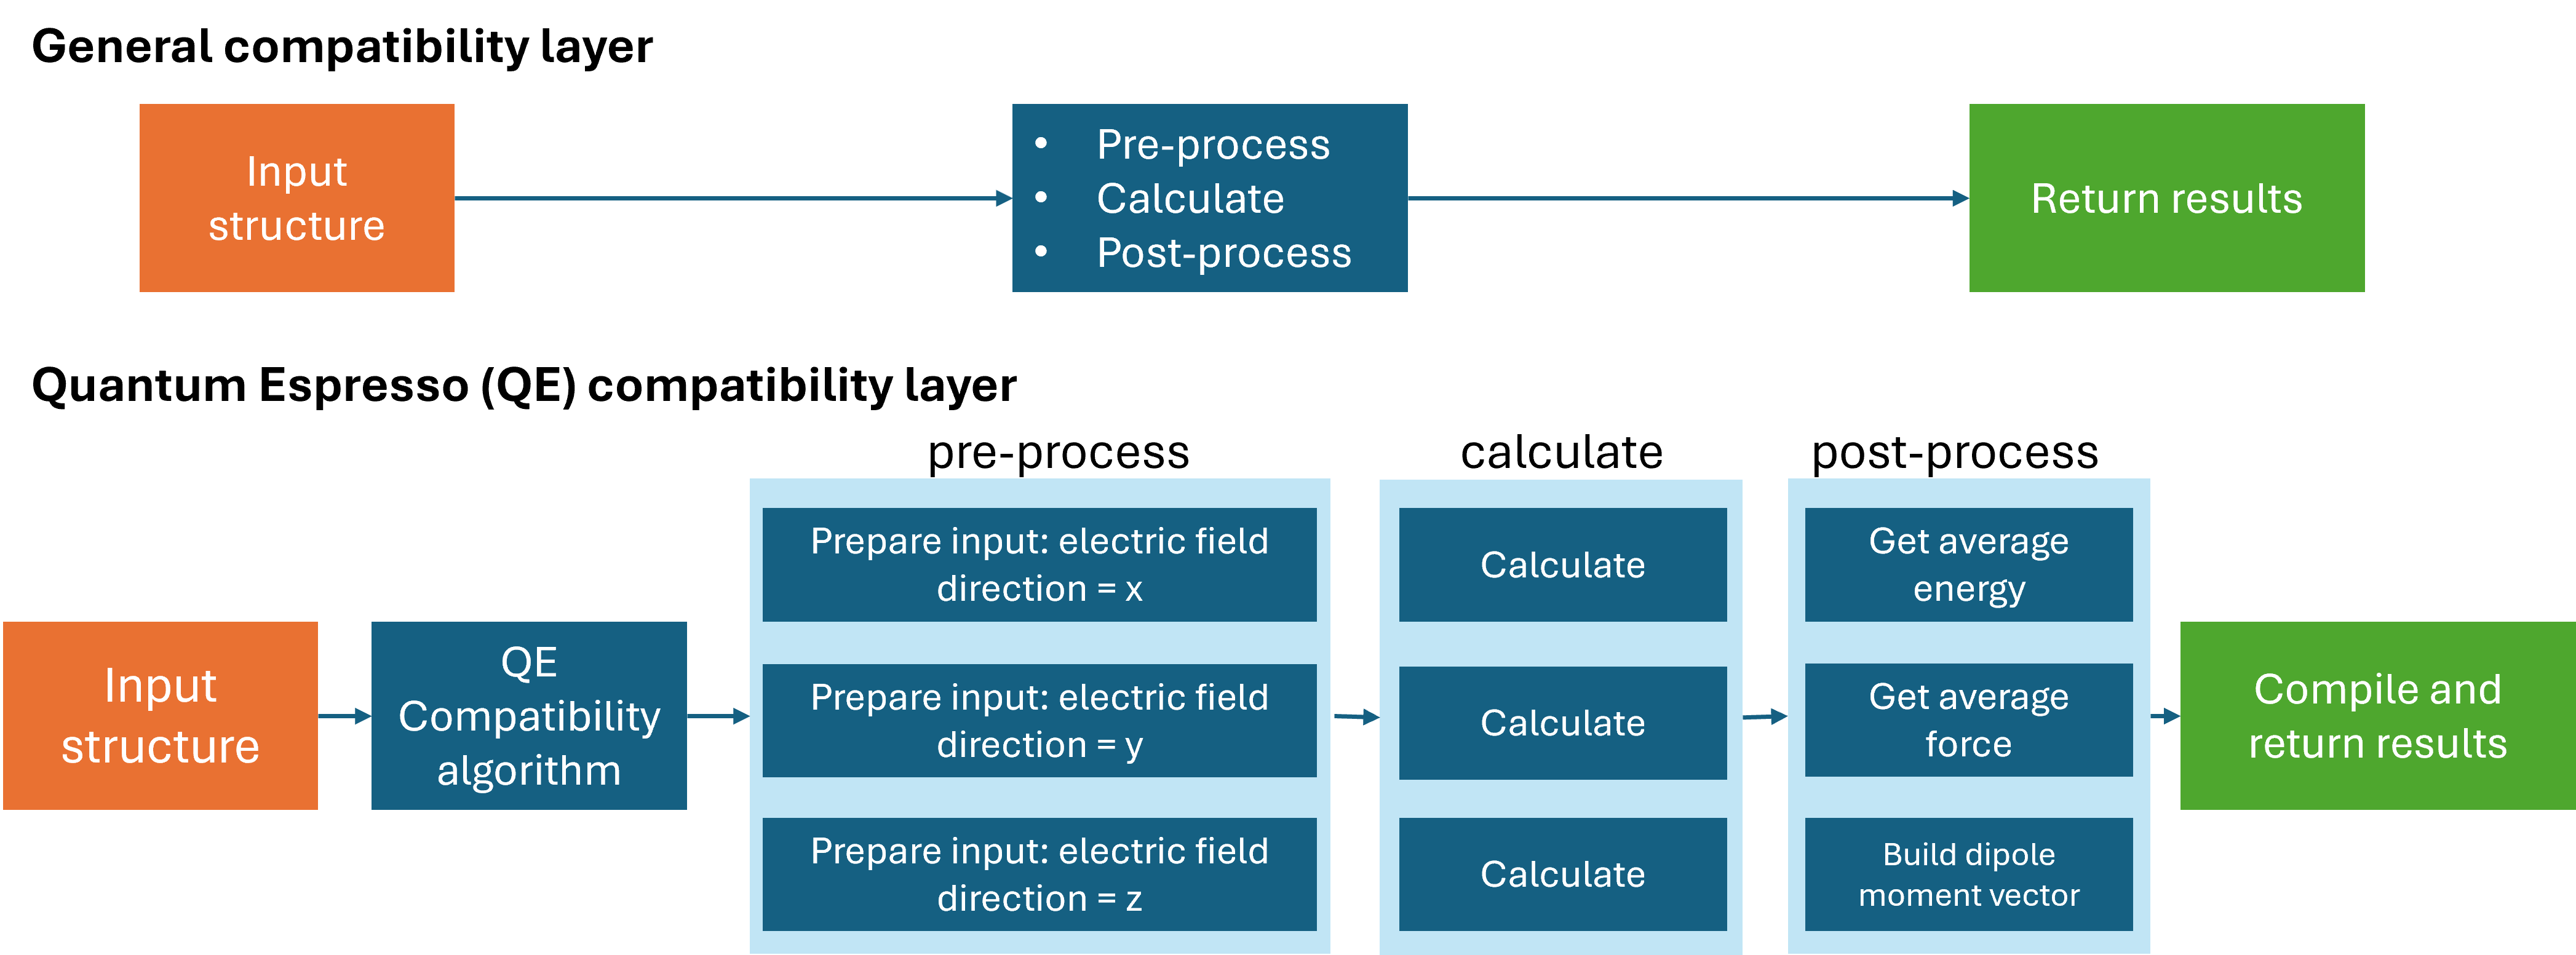 General compatibility layer
Input
structure
• Pre-process
• Calculate
• Post-process
Return results
Quantum Espresso (QE) compatibility layer
pre-process
calculate
post-process
Input
structure
QE
Compatibility
algorithm
Prepare input: electric field
direction = x
Prepare input: electric field
direction = y
Prepare input: electric field
direction = z
Calculate
Calculate
Calculate
Get average
energy
Get average
force
Build dipole
moment vector
Compile and
return results